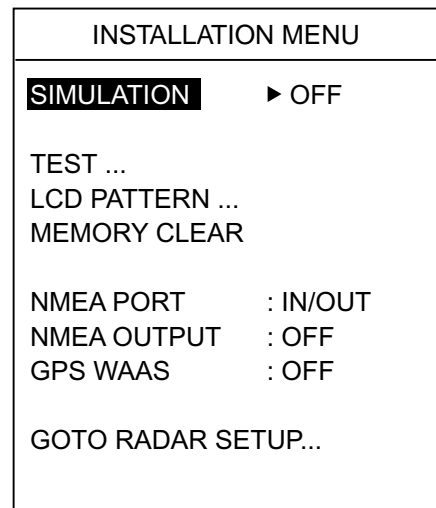 INSTALLATION MENU
SIMULATION ▶ OFF
TEST ...
LCD PATTERN ...
MEMORY CLEAR
NMEA PORT : IN/OUT
NMEA OUTPUT : OFF
GPS WAAS : OFF
GOTO RADAR SETUP...